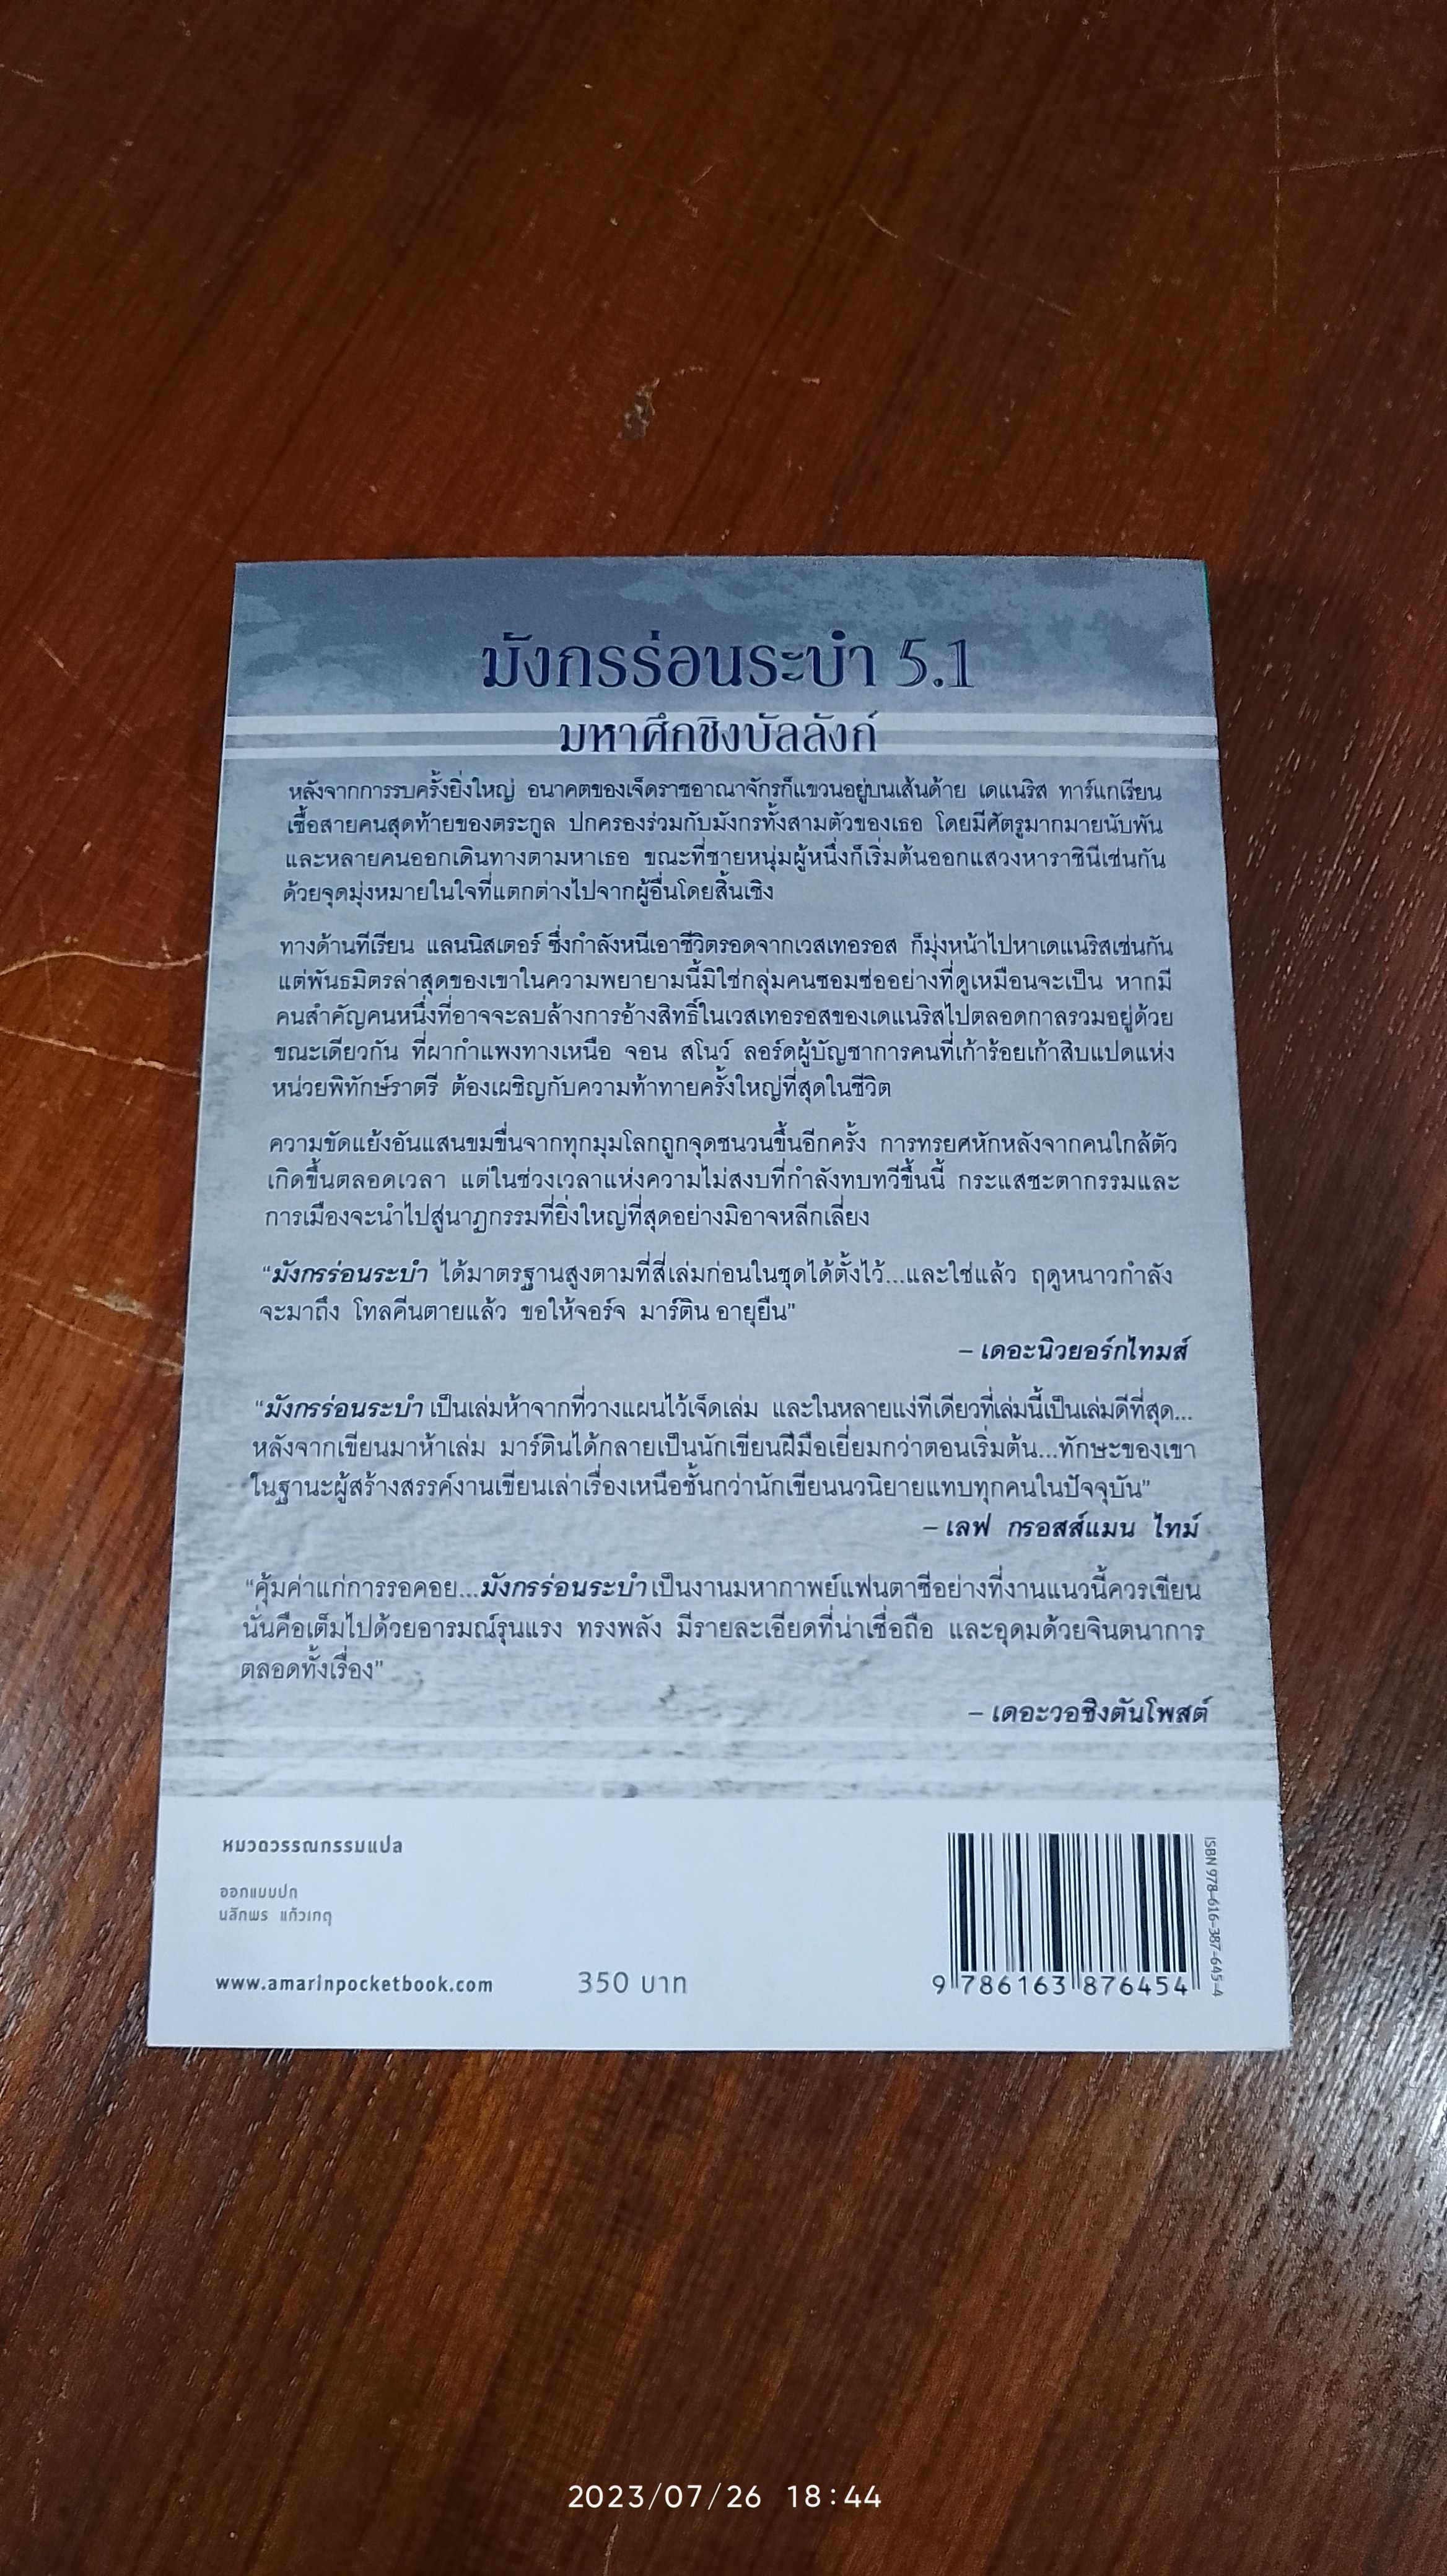 มังกรร่อนระบำ 5.1
มหาศึกชิงบัลลังก์
หลังจากการรบครั้งยิ่งใหญ่ อนาคตของเจ็ดราชอาณาจักรก็แขวนอยู่บนเส้นด้าย เดแนริส ทาร์แกเรียน
เชื้อสายคนสุดท้ายของตระกูล ปกครองร่วมกับมังกรทั้งสามตัวของเธอ โดยมีศัตรูมากมายนับพัน
และหลายคนออกเดินทางตามหาเธอ ขณะที่ชายหนุ่มผู้หนึ่งก็เริ่มต้นออกแสวงหาราชินีเช่นกัน
ด้วยจุดมุ่งหมายในใจที่แตกต่างไปจากผู้อื่นโดยสิ้นเชิง
ทางด้านทีเรียน แลนนิสเตอร์ ซึ่งกำลังหนีเอาชีวิตรอดจากเวสเทอรอส ก็มุ่งหน้าไปหาเดแนริสเช่นกัน
แต่พันธมิตรล่าสุดของเขาในความพยายามนี้มิใช่กลุ่มคนซอมซ่ออย่างที่ดูเหมือนจะเป็น หากมี
คนสำคัญคนหนึ่งที่อาจจะลบล้างการอ้างสิทธิ์ในเวสเทอรอสของเดแนริสไปตลอดกาลรวมอยู่ด้วย
ขณะเดียวกัน ที่ผากำแพงทางเหนือ จอน สโนว์ ลอร์ดผู้บัญชาการคนที่เก้าร้อยเก้าสิบแปดแห่ง
หน่วยพิทักษ์ราตรี ต้องเผชิญกับความท้าทายครั้งใหญ่ที่สุดในชีวิต
ความขัดแย้งอันแสนขมขื่นจากทุกมุมโลกถูกจุดชนวนขึ้นอีกครั้ง การทรยศหักหลังจากคนใกล้ตัว
เกิดขึ้นตลอดเวลา แต่ในช่วงเวลาแห่งความไม่สงบที่กำลังทบทวีขึ้นนี้ กระแสชะตากรรมและ
การเมืองจะนำไปสู่นาฏกรรมที่ยิ่งใหญ่ที่สุดอย่างมิอาจหลีกเลี่ยง
“มังกรร่อนระบำ ได้มาตรฐานสูงตามที่สี่เล่มก่อนในชุดได้ตั้งไว้...และใช่แล้ว ฤดูหนาวกำลัง
จะมาถึง โทลคีนตายแล้ว ขอให้จอร์จ มาร์ติน อายุยืน”
– เดอะนิวยอร์กไทมส์
“มังกรร่อนระบำ เป็นเล่มห้าจากที่วางแผนไว้เจ็ดเล่ม และในหลายแง่ทีเดียวที่เล่มนี้เป็นเล่มดีที่สุด...
หลังจากเขียนมาห้าเล่ม มาร์ตินได้กลายเป็นนักเขียนฝีมือเยี่ยมกว่าตอนเริ่มต้น...ทักษะของเขา
ในฐานะผู้สร้างสรรค์งานเขียนเล่าเรื่องเหนือชั้นกว่านักเขียนนวนิยายแทบทุกคนในปัจจุบัน”
– เลฟ กรอสส์แมน ไทม์
“คุ้มค่าแก่การรอคอย...มังกรร่อนระบำ เป็นงานมหากาพย์แฟนตาซีอย่างที่งานแนวนี้ควรเขียน
นั่นคือเต็มไปด้วยอารมณ์รุนแรง ทรงพลัง มีรายละเอียดที่น่าเชื่อถือ และอุดมด้วยจินตนาการ
ตลอดทั้งเรื่อง”
– เดอะวอชิงตันโพสต์
หมวดวรรณกรรมแปล
ออกแบบปก
นลัทพร แก้วเกตุ
www.amarinpocketbook.com
350 บาท
ISBN 978-616-387-645-4
9 786163 876454
2023/07/26 18:44